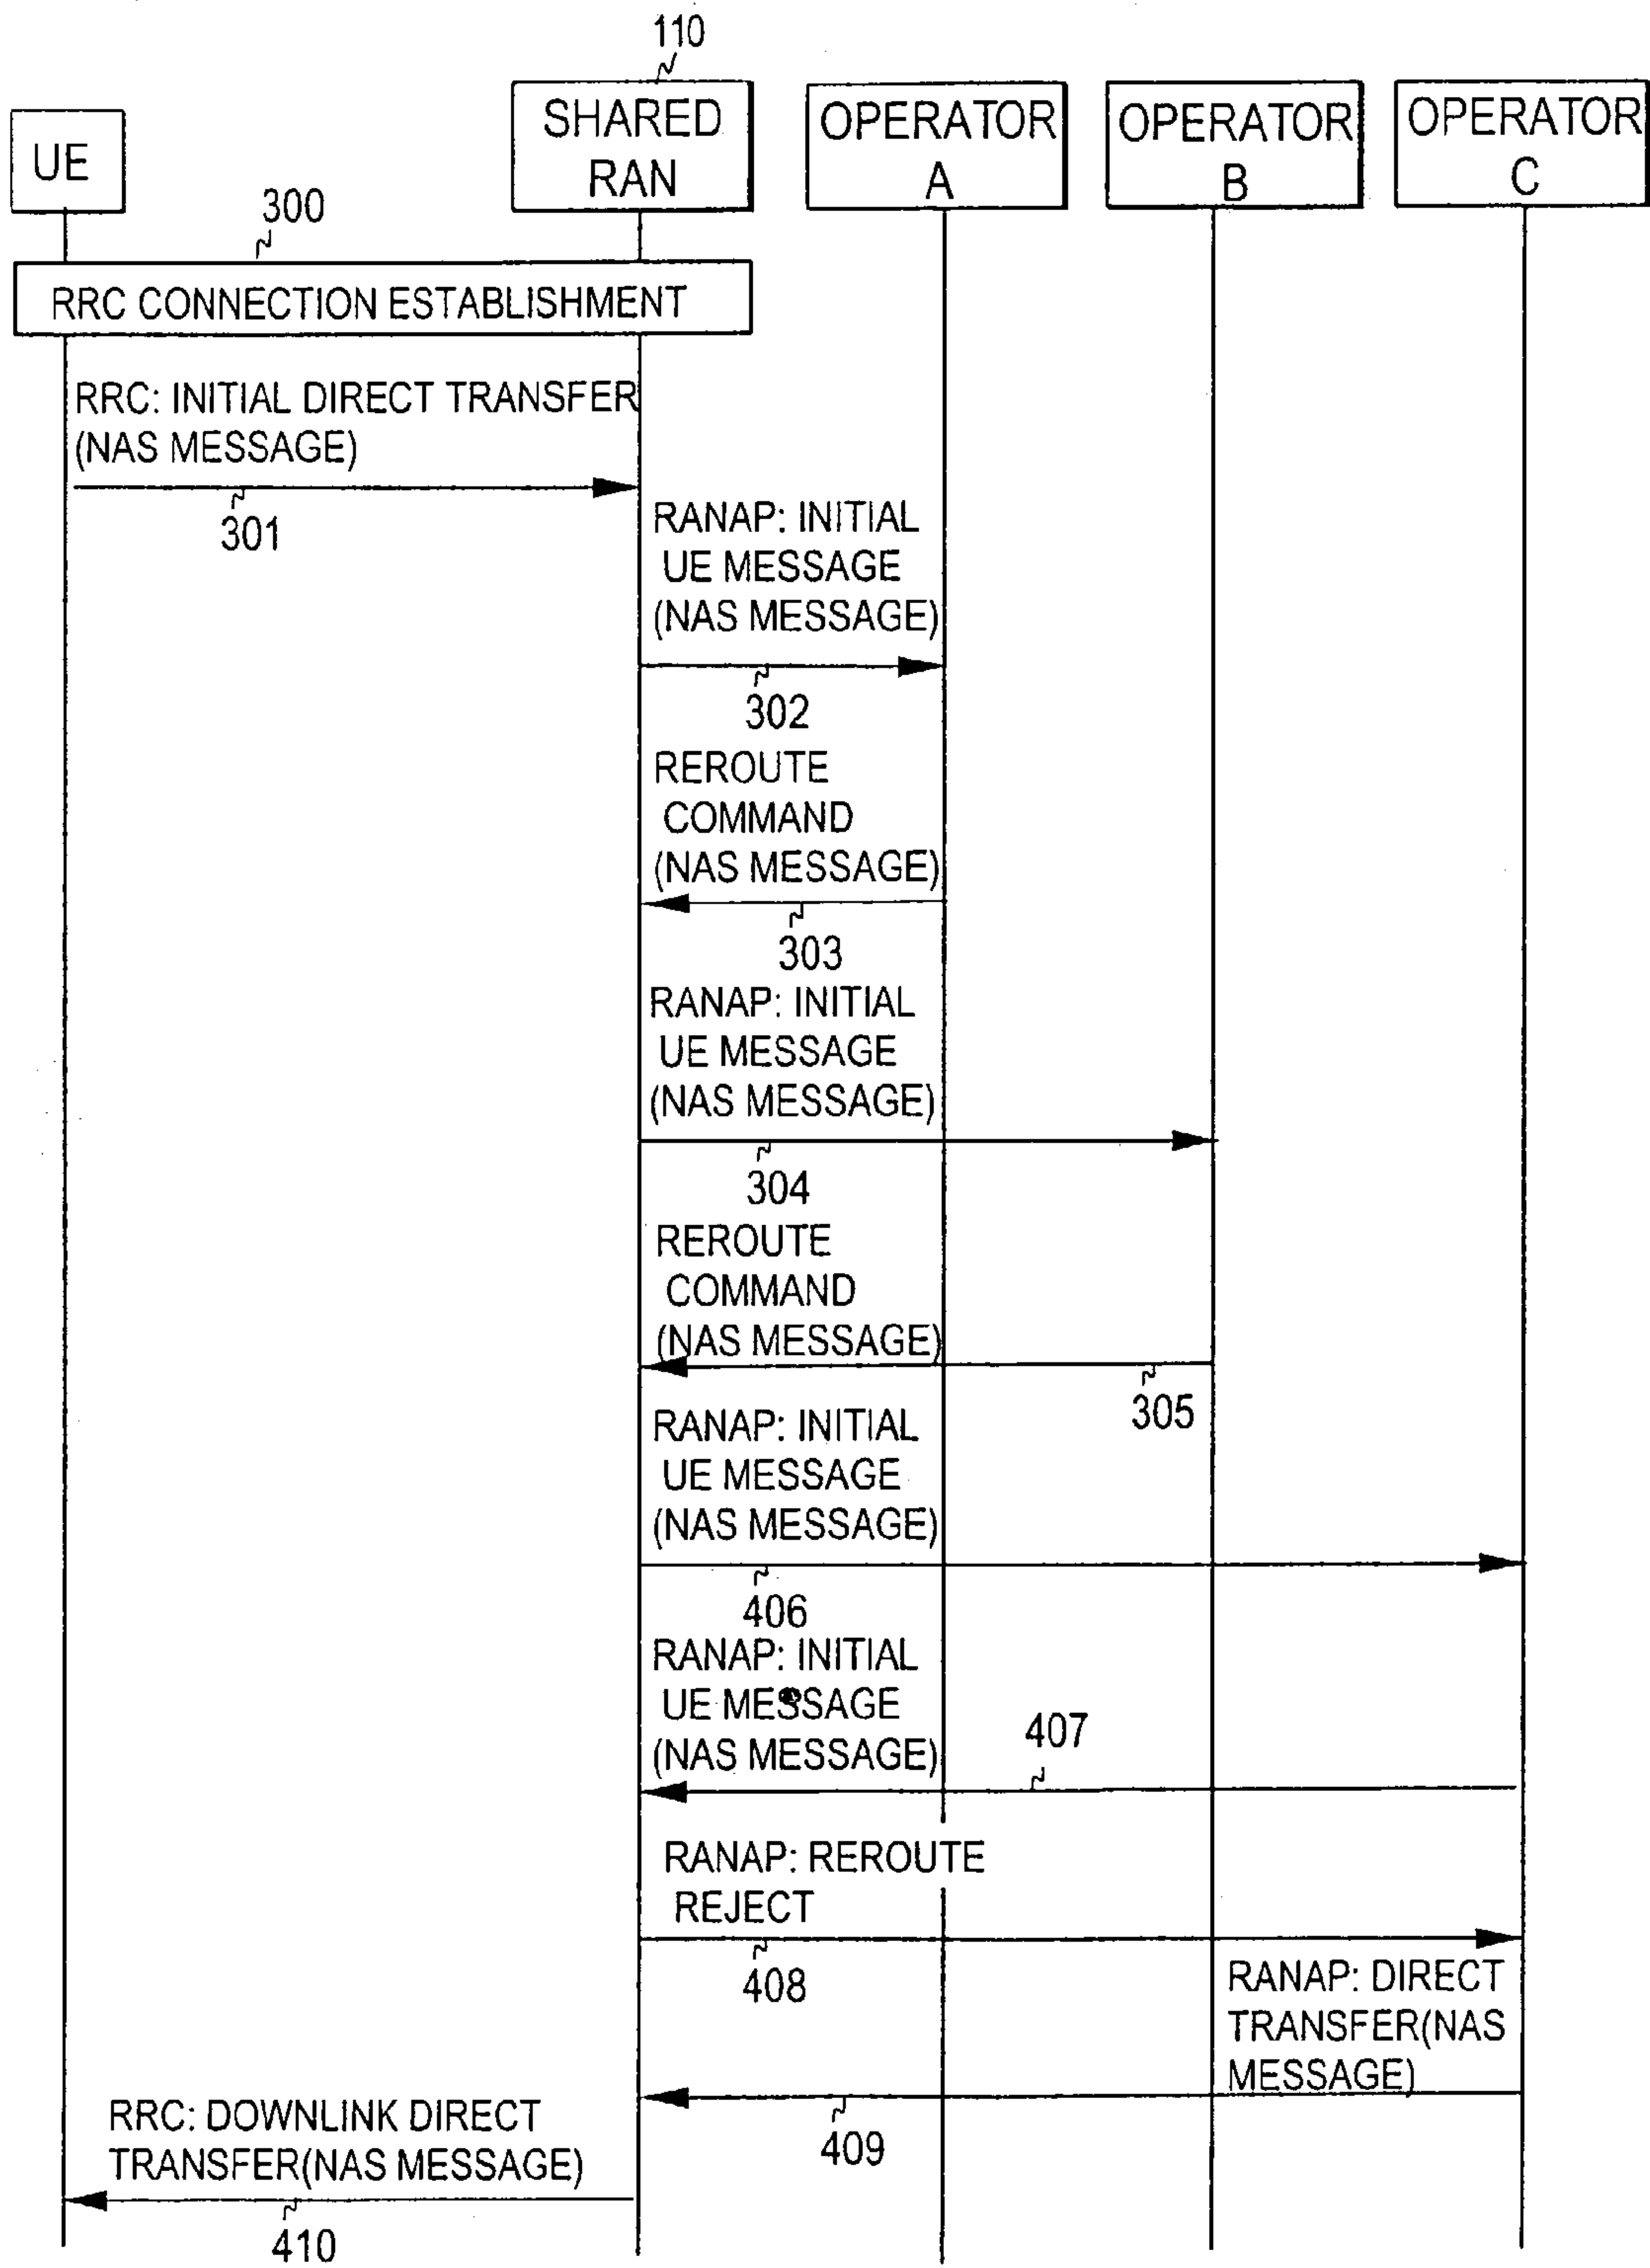 110
UE
SHARED
RAN
OPERATOR
A
OPERATOR
B
OPERATOR
C
300
RRC CONNECTION ESTABLISHMENT
RRC: INITIAL DIRECT TRANSFER
(NAS MESSAGE)
301
RANAP: INITIAL
UE MESSAGE
(NAS MESSAGE)
302
REROUTE
COMMAND
(NAS MESSAGE)
303
RANAP: INITIAL
UE MESSAGE
(NAS MESSAGE)
304
REROUTE
COMMAND
(NAS MESSAGE)
305
RANAP: INITIAL
UE MESSAGE
(NAS MESSAGE)
406
RANAP: INITIAL
UE MESSAGE
(NAS MESSAGE)
407
RANAP: REROUTE
REJECT
408
RANAP: DIRECT
TRANSFER(NAS
MESSAGE)
409
RRC: DOWNLINK DIRECT
TRANSFER(NAS MESSAGE)
410